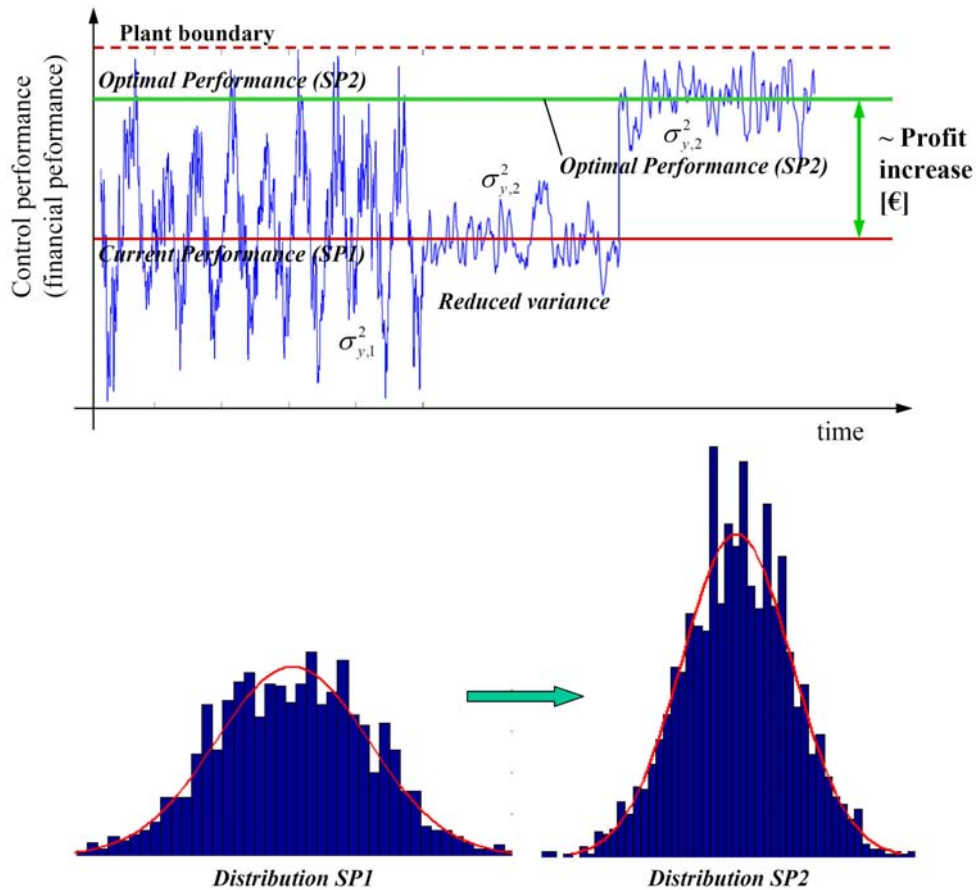 Plant boundary
Optimal Performance (SP2)
Control performance
(financial peformance)
σ²y,2
σ²y,2
Optimal Performance (SP2)
~ Profit
increase
[€]
Current Performance (SP1)
Reduced variance
σ²y,1
time
Distribution SP1
Distribution SP2